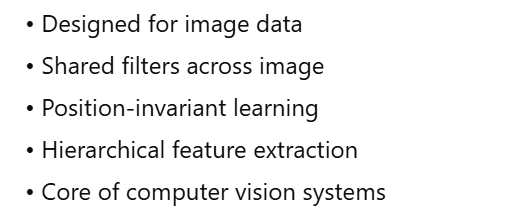 • Designed for image data
• Shared filters across image
• Position-invariant learning
• Hierarchical feature extraction
• Core of computer vision systems